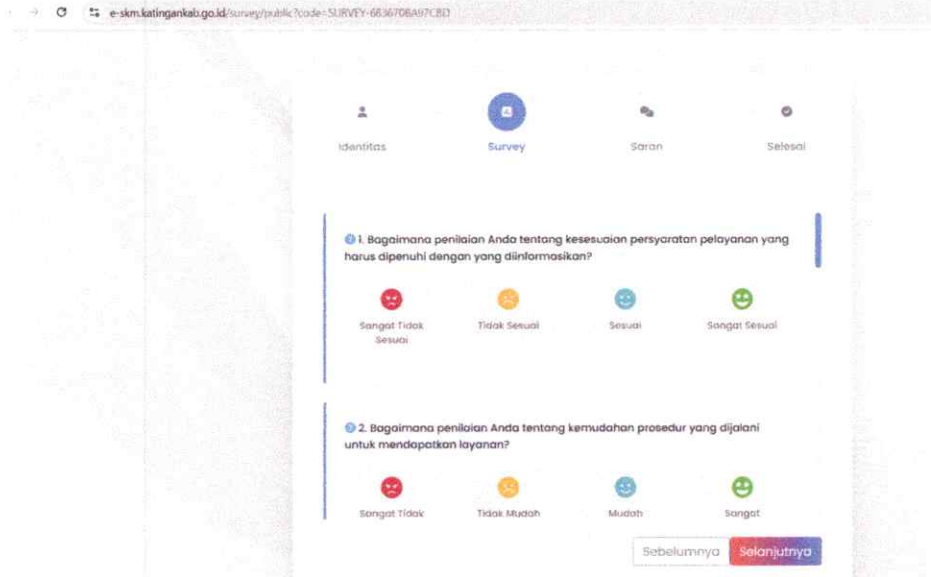 e-skm.katingankab.go.id/survey/public?code=SURVEY-6636708A97CBD
Identitas Survey Saran Selesai
1. Bagaimana penilaian Anda tentang kesesuaian persyaratan pelayanan yang
harus dipenuhi dengan yang diinformasikan?
Sangat Tidak Tidak Sesuai Sesuai Sangat Sesuai
Sesuai
2. Bagaimana penilaian Anda tentang kemudahan prosedur yang dijalani
untuk mendapatkan layanan?
Sangat Tidak Tidak Mudah Mudah Sangat
Sebelumnya Selanjutnya